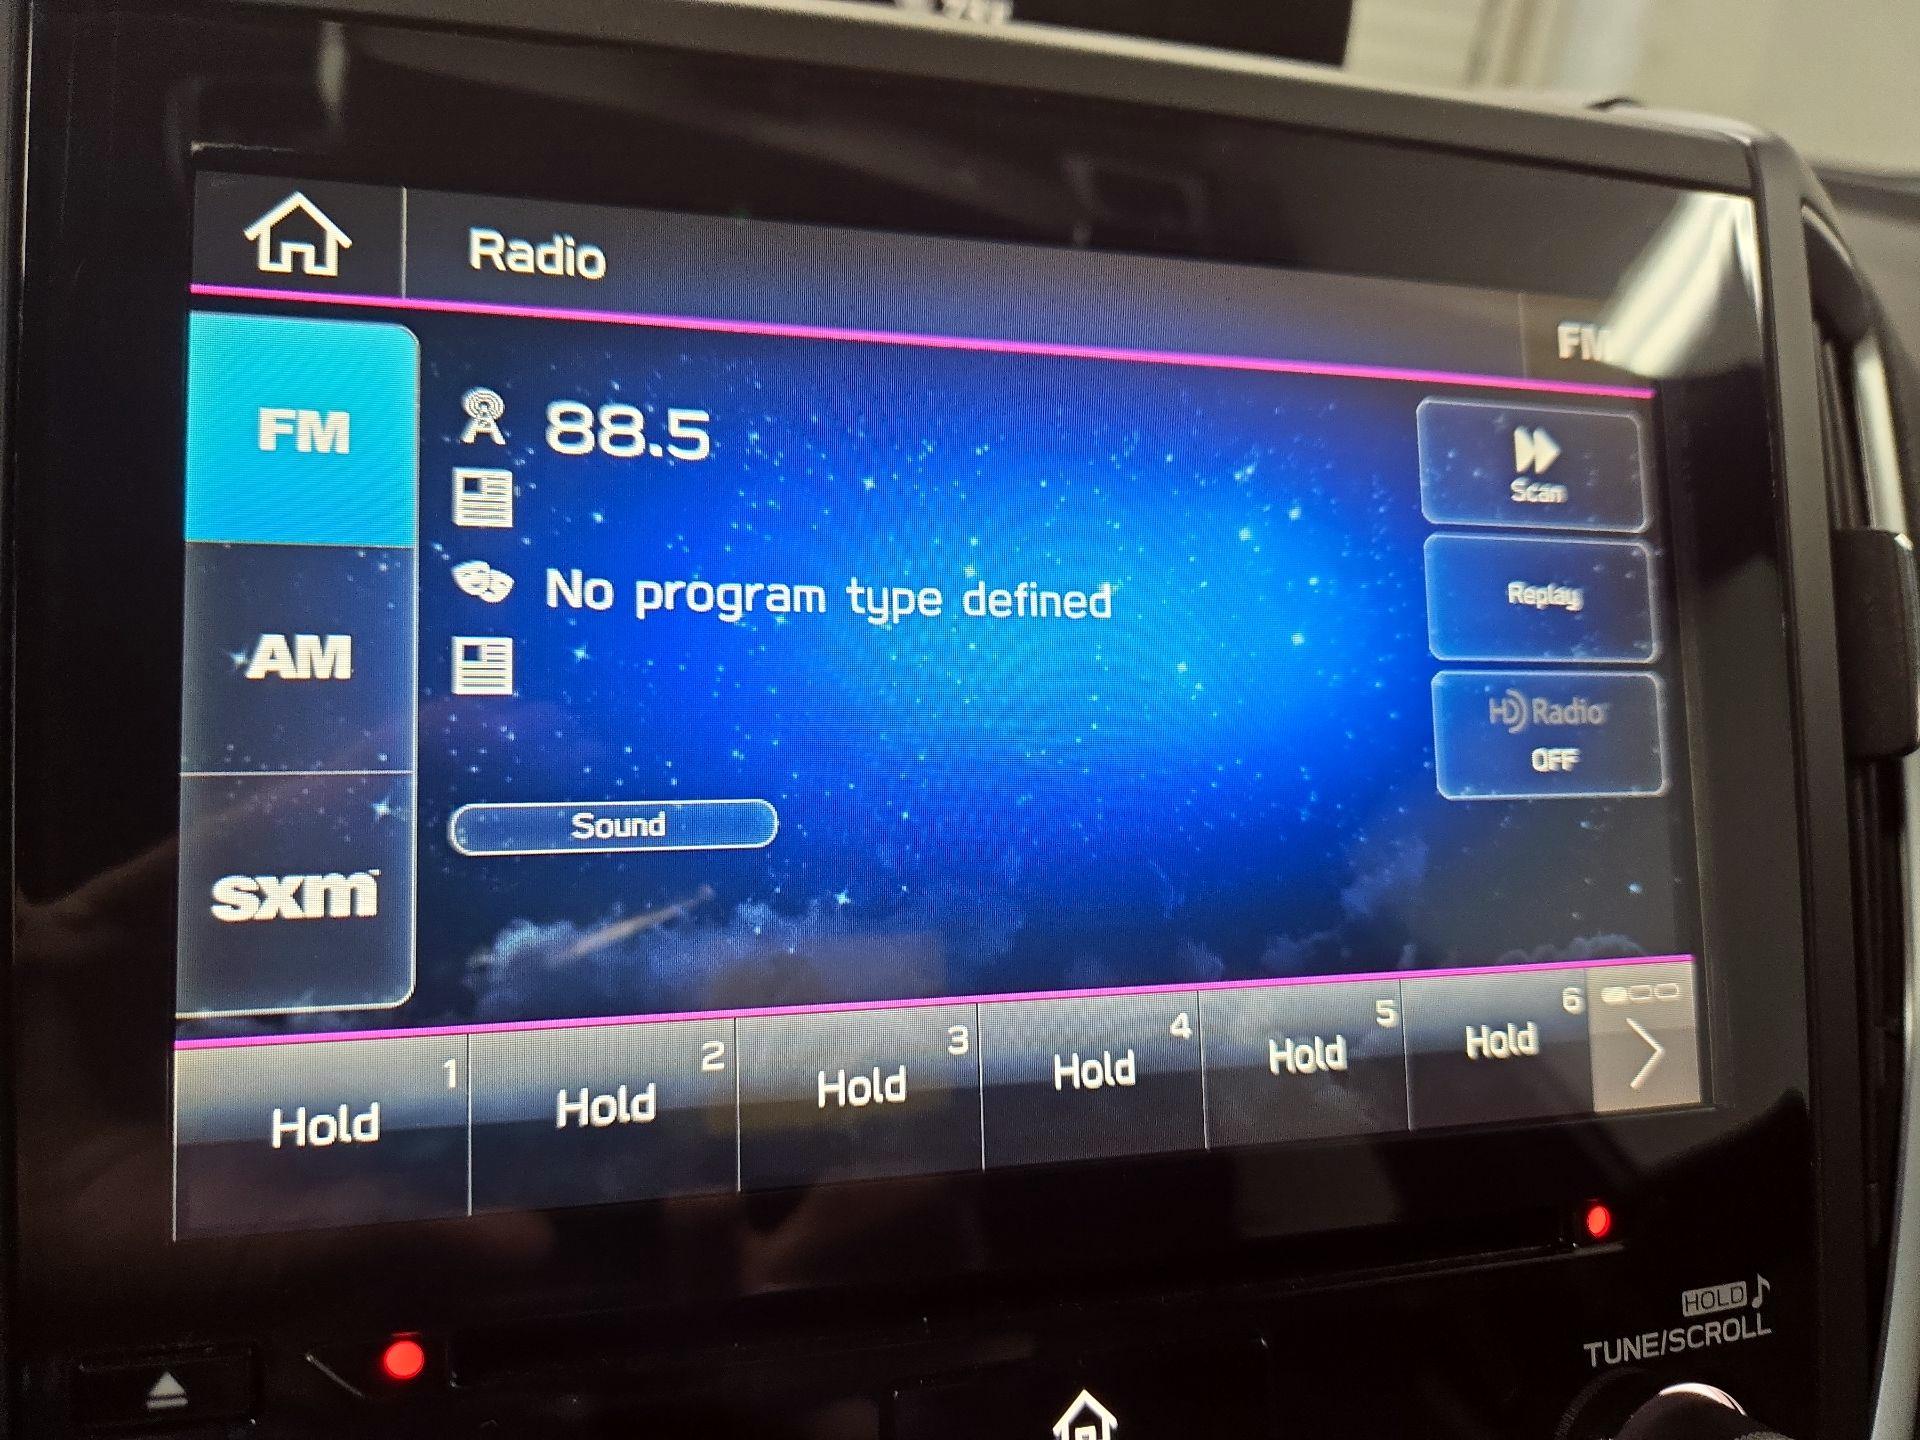 Radio
FM
FM
88.5
Scan
Replay
No program type defined
AM
HD Radio
OFF
Sound
sxm
1
Hold
2
Hold
3
Hold
4
Hold
5
Hold
6
Hold
HOLD
TUNE/SCROLL